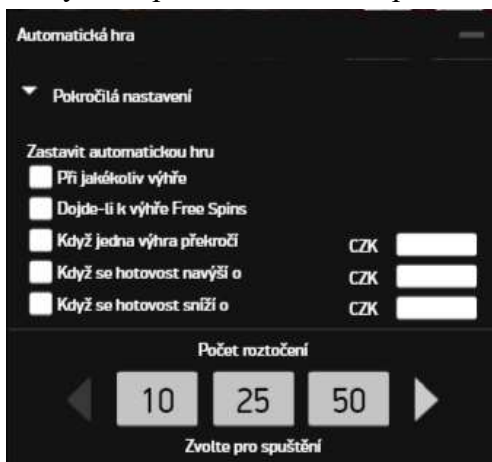 Automatická hra
Pokročilá nastavení
Zastavit automatickou hru
Při jakékoliv výhře
Dojde-li k výhře Free Spins
Když jedna výhra překročí CZK
Když se hotovost navýší o CZK
Když se hotovost sníží o CZK
Počet roztočení
10 25 50
Zvolte pro spuštění